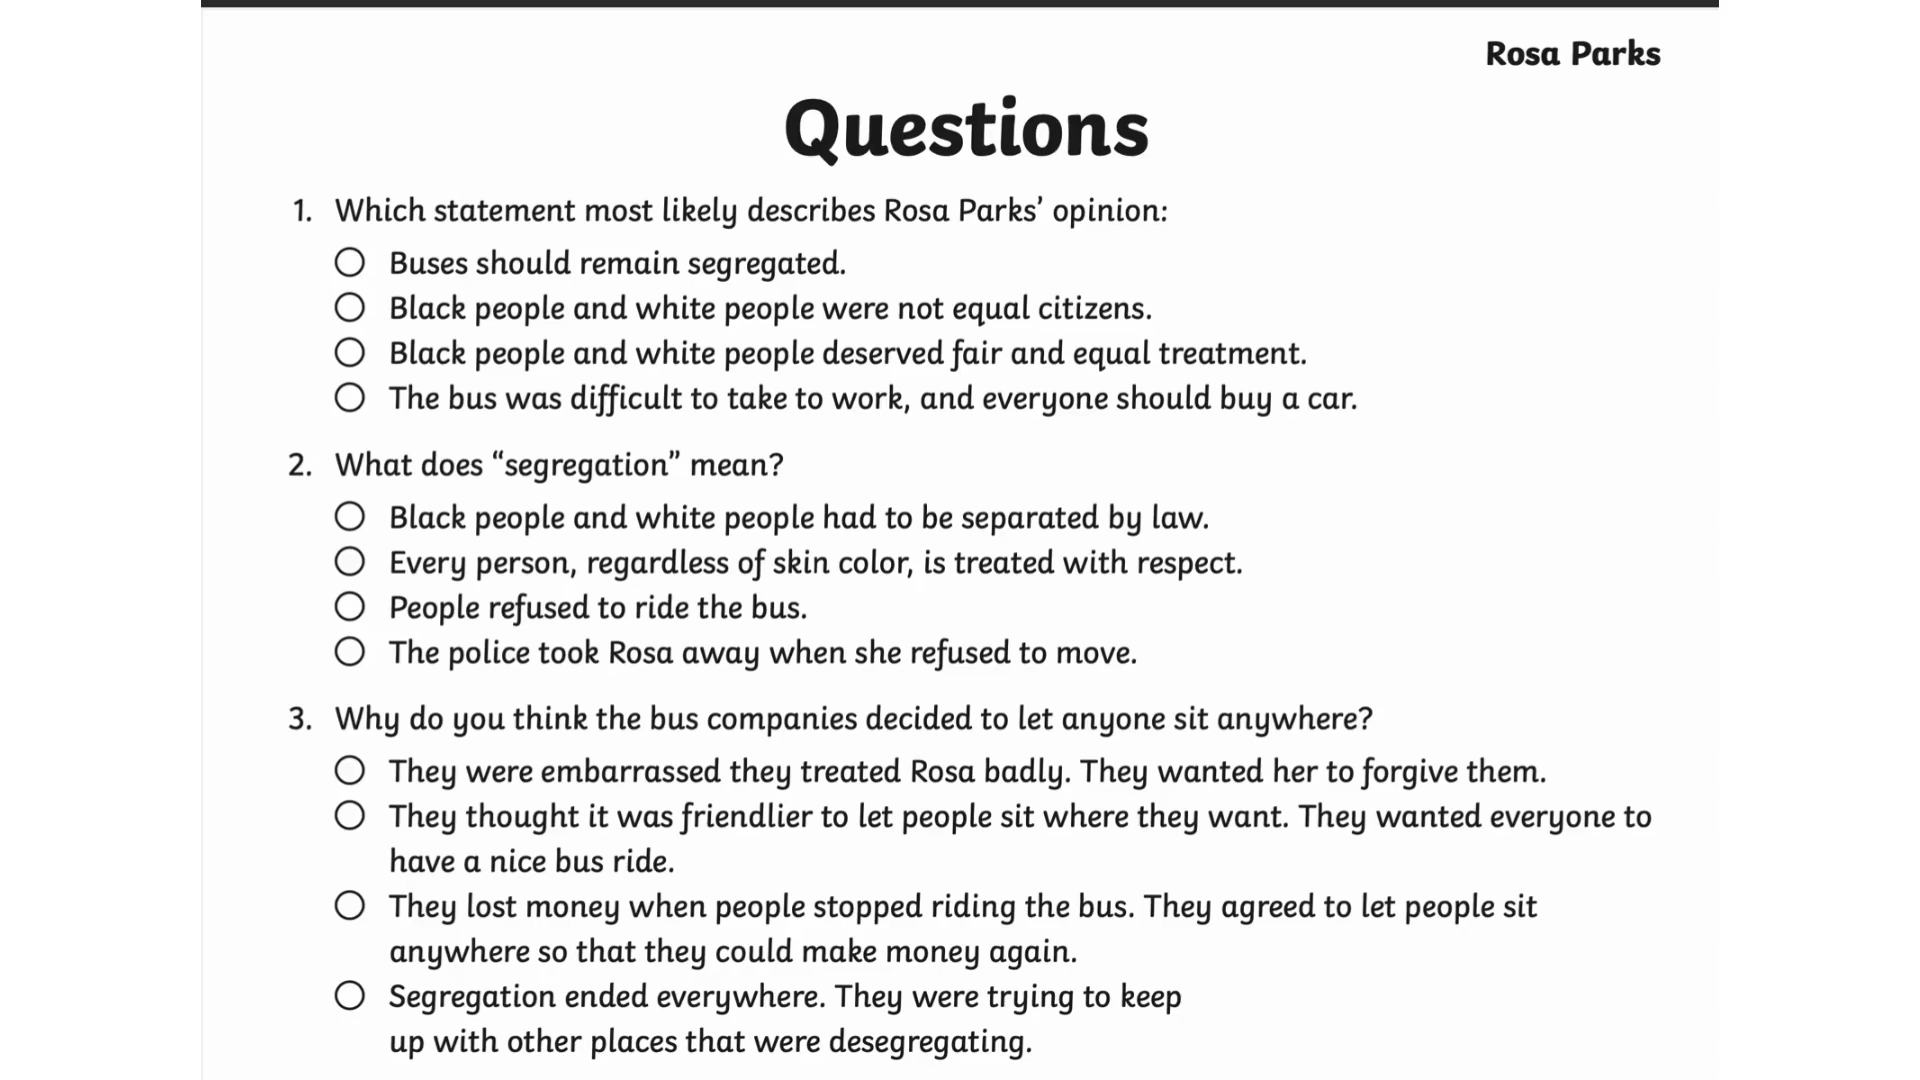 Rosa Parks
Questions
1. Which statement most likely describes Rosa Parks’ opinion:
Buses should remain segregated.
Black people and white people were not equal citizens.
Black people and white people deserved fair and equal treatment.
The bus was difficult to take to work, and everyone should buy a car.
2. What does “segregation” mean?
Black people and white people had to be separated by law.
Every person, regardless of skin color, is treated with respect.
People refused to ride the bus.
The police took Rosa away when she refused to move.
3. Why do you think the bus companies decided to let anyone sit anywhere?
They were embarrassed they treated Rosa badly. They wanted her to forgive them.
They thought it was friendlier to let people sit where they want. They wanted everyone to
have a nice bus ride.
They lost money when people stopped riding the bus. They agreed to let people sit
anywhere so that they could make money again.
Segregation ended everywhere. They were trying to keep
up with other places that were desegregating.